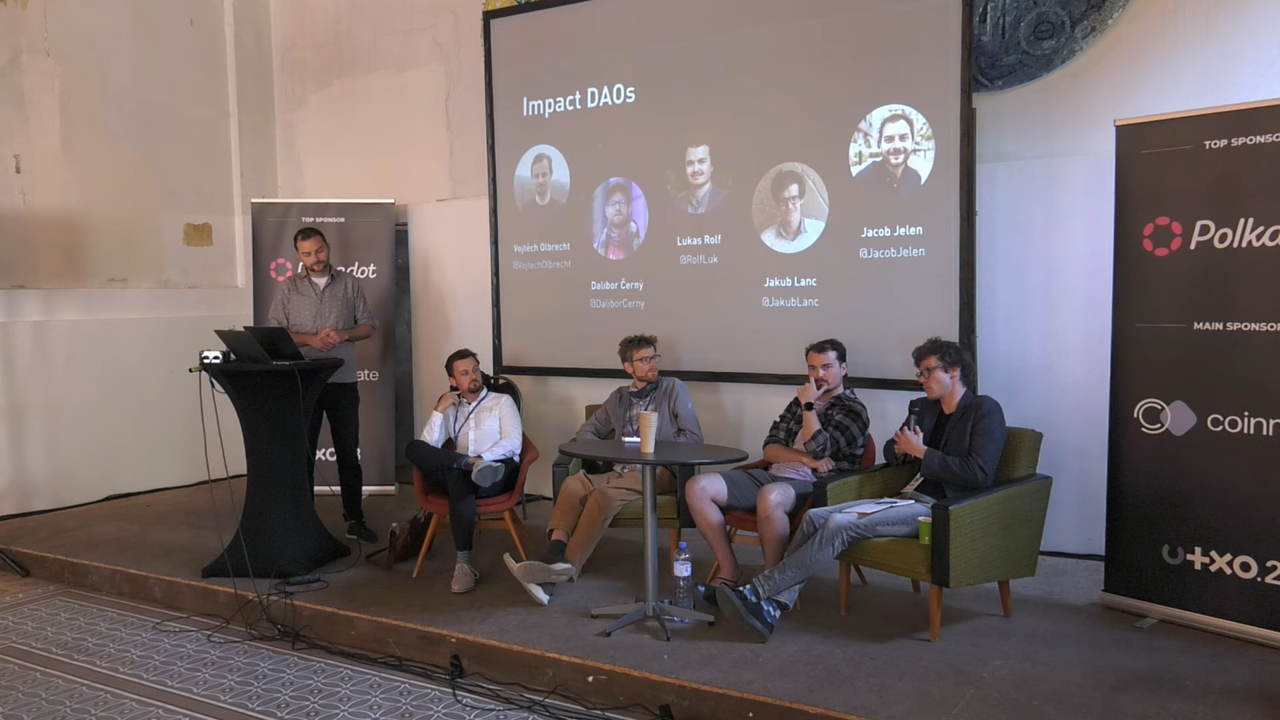 Impact DAOs
Vojtěch Olbrecht
@VojtechOlbrecht
Dalibor Černý
@DaliborCerny
Lukas Rolf
@RolfLuk
Jakub Lanc
@JakubLanc
Jacob Jelen
@JacobJelen
TOP SPONSOR
TOP SPONSO
Polka
MAIN SPONSOR
coinm